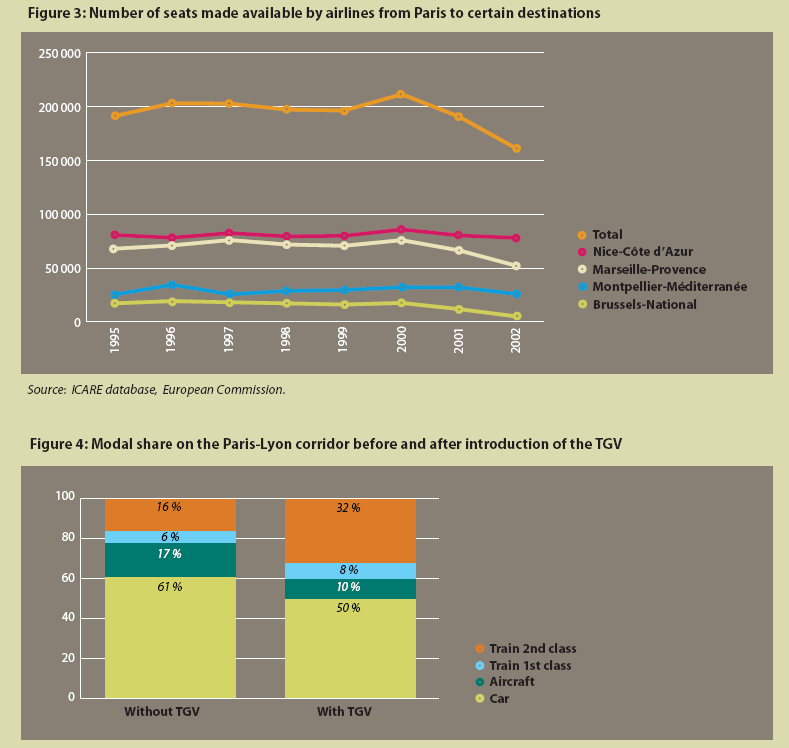 Figure 3: Number of seats made available by airlines from Paris to certain destinations
250 000
200 000
150 000
100 000
50 000
0
1995
1996
1997
1998
1999
2000
2001
2002
Total
Nice-Côte d'Azur
Marseille-Provence
Montpellier-Méditerranée
Brussels-National
Source: ICARE database, European Commission.
Figure 4: Modal share on the Paris-Lyon corridor before and after introduction of the TGV
100
80
60
40
20
0
16 %
6 %
17 %
61 %
32 %
8 %
10 %
50 %
Without TGV
With TGV
Train 2nd class
Train 1st class
Aircraft
Car